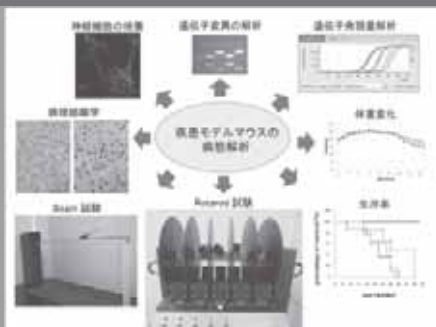 神経細胞の培養
遺伝子変異の解析
遺伝子発現量解析
病理組織学
疾患モデルマウスの
病態解析
体重変化
Beam 試験
Rotarod 試験
生存率